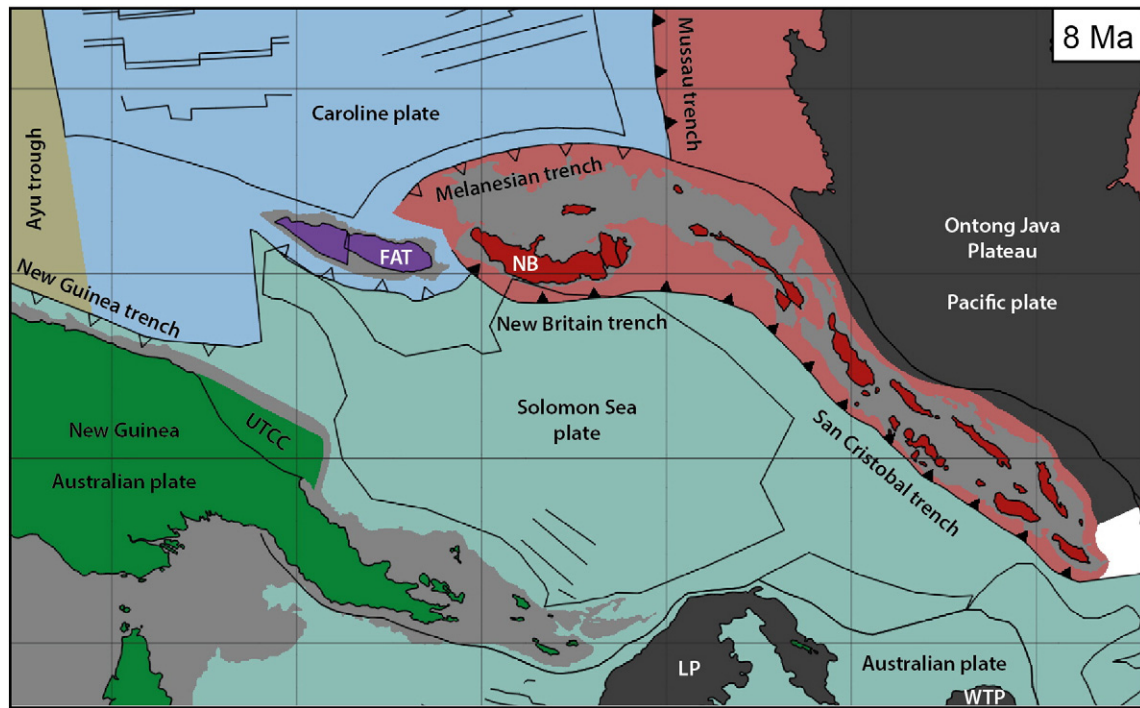 8 Ma
Mussau trench
Caroline plate
Ayu trough
Melanesian trench
Ontong Java
Plateau
Pacific plate
FAT
NB
New Guinea trench
New Britain trench
New Guinea
UTCC
Solomon Sea
plate
Australian plate
San Cristobal trench
LP
Australian plate
WTP